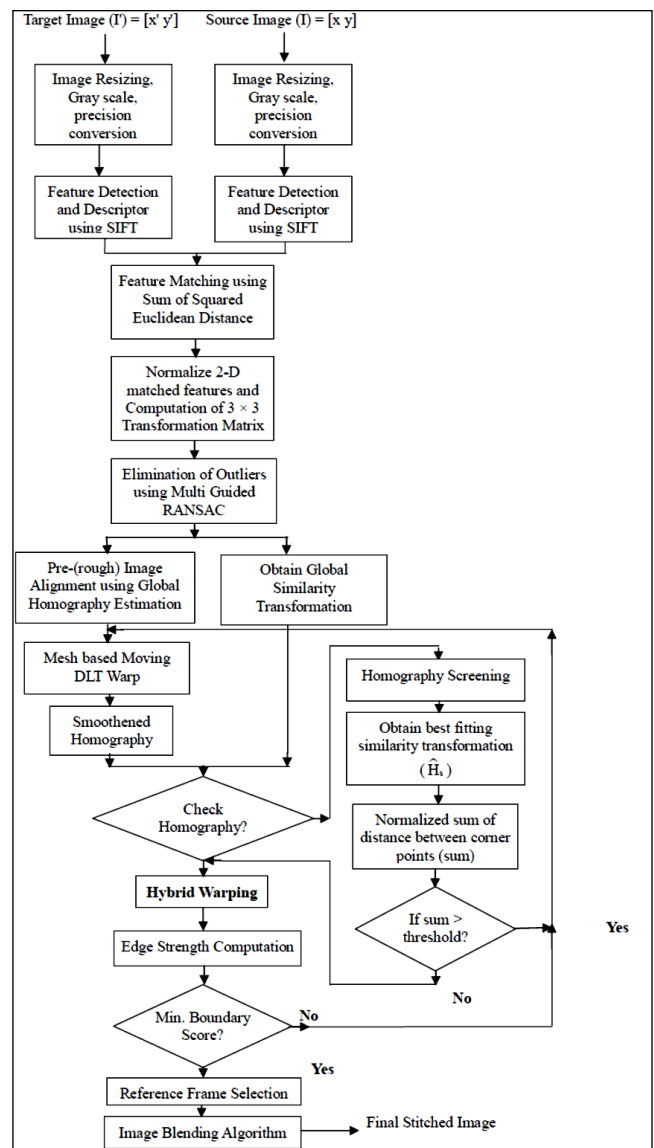 Target Image (I') = [x' y']
Source Image (I) = [x y]
Image Resizing,
Gray scale,
precision
conversion
Image Resizing,
Gray scale,
precision
conversion
Feature Detection
and Descriptor
using SIFT
Feature Detection
and Descriptor
using SIFT
Feature Matching using
Sum of Squared
Euclidean Distance
Normalize 2-D
matched features and
Computation of 3 × 3
Transformation Matrix
Elimination of Outliers
using Multi Guided
RANSAC
Pre-(rough) Image
Alignment using Global
Homography Estimation
Obtain Global
Similarity
Transformation
Mesh based Moving
DLT Warp
Smoothened
Homography
Homography Screening
Obtain best fitting
similarity transformation
(Ĥs)
Check
Homography?
Normalized sum of
distance between corner
points (sum)
Hybrid Warping
If sum >
threshold?
Yes
Edge Strength Computation
No
Min. Boundary
Score?
No
Yes
Reference Frame Selection
Image Blending Algorithm
Final Stitched Image